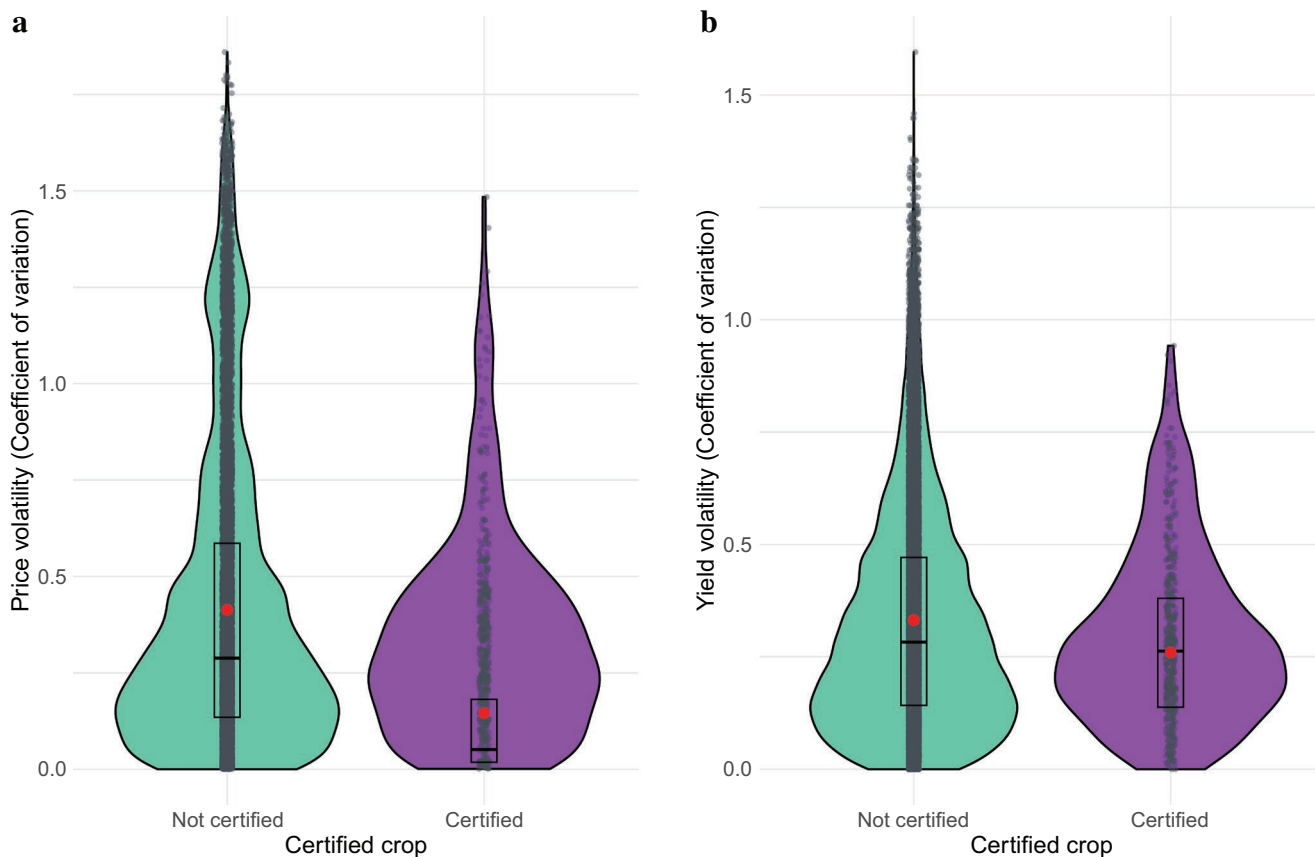 a
Price volatility (Coefficient of variation)
1.5
1.0
0.5
0.0
Not certified Certified
Certified crop
b
Yield volatility (Coefficient of variation)
1.5
1.0
0.5
0.0
Not certified Certified
Certified crop